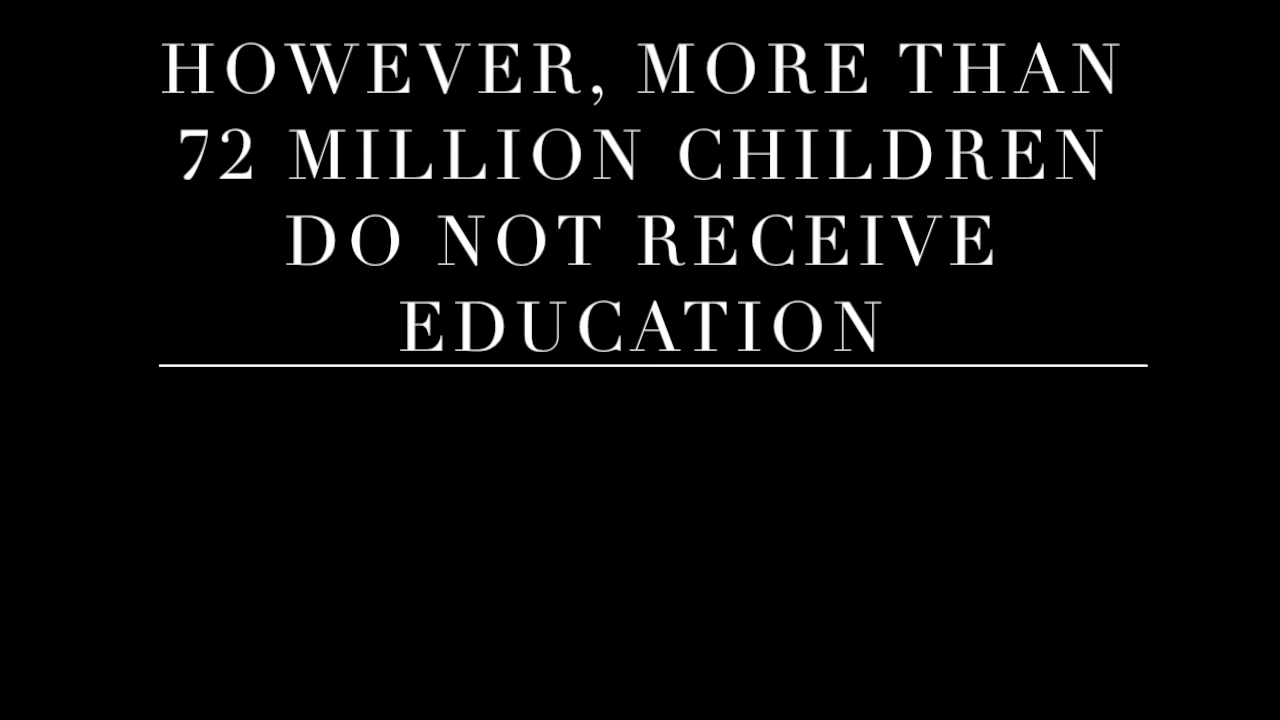 HOWEVER, MORE THAN
72 MILLION CHILDREN
DO NOT RECEIVE
EDUCATION